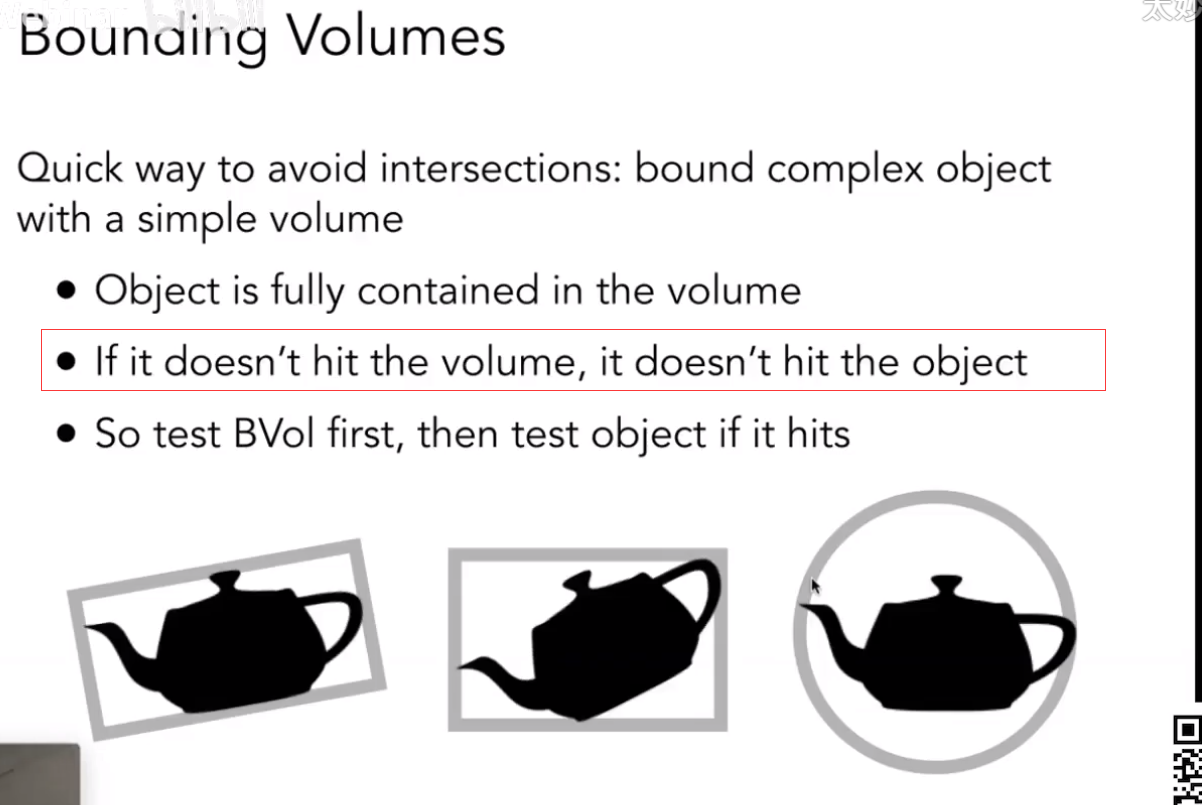 Bounding Volumes
Quick way to avoid intersections: bound complex object
with a simple volume
● Object is fully contained in the volume
● If it doesn’t hit the volume, it doesn’t hit the object
● So test BVol first, then test object if it hits